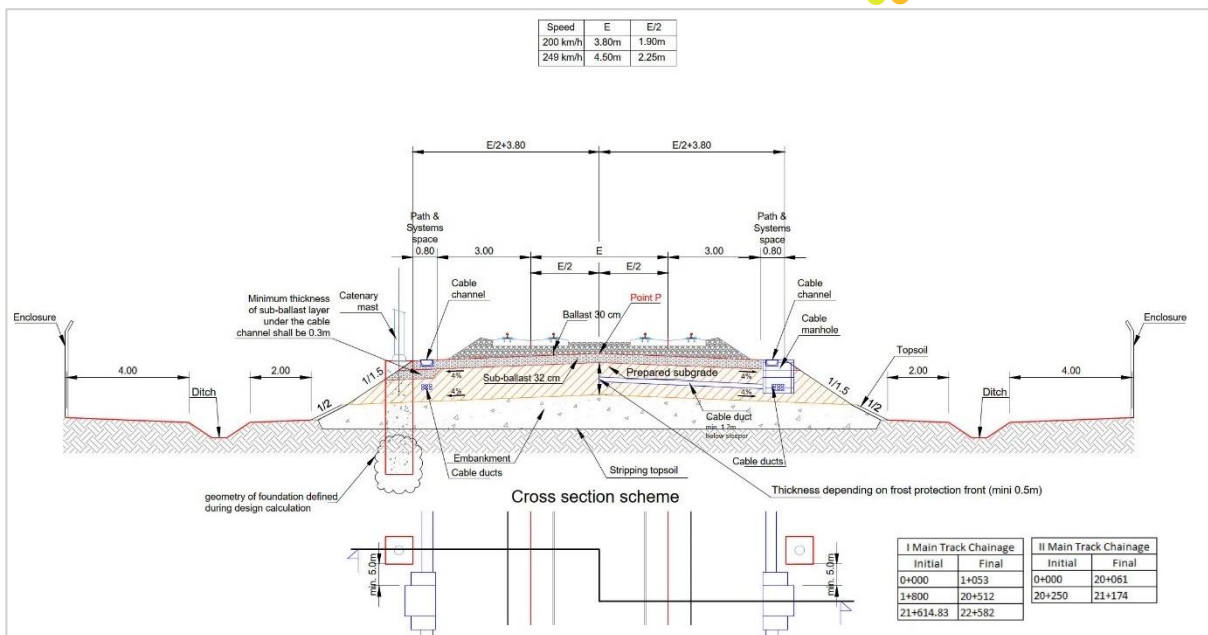 Speed E E/2
200 km/h 3.80m 1.90m
249 km/h 4.50m 2.25m
E/2+3.80 E/2+3.80
Path &
Systems
space
0.80
3.00
E
3.00
Path &
Systems
space
0.80
E/2 E/2
Minimum thickness
of sub-ballast layer
under the cable
channel shall be 0.3m
Catenary
mast
Cable
channel
Ballast 30 cm
Point P
Cable
channel
Cable
manhole
Enclosure
Enclosure
Topsoil
4.00
Ditch
2.00
1/2
1/1.5
4%
4%
Sub-ballast 32 cm
Prepared subgrade
4%
4%
1/1.5
1/2
2.00
Ditch
4.00
Cable duct
min. 1.2m
below sleeper
Embankment
Cable ducts
Stripping topsoil
Cable ducts
geometry of foundation defined
during design calculation
Thickness depending on frost protection front (mini 0.5m)
Cross section scheme
min. 5.0m
min. 5.0m
I Main Track Chainage
Initial Final
0+000 1+053
1+800 20+512
21+614.83 22+582
II Main Track Chainage
Initial Final
0+000 20+061
20+250 21+174